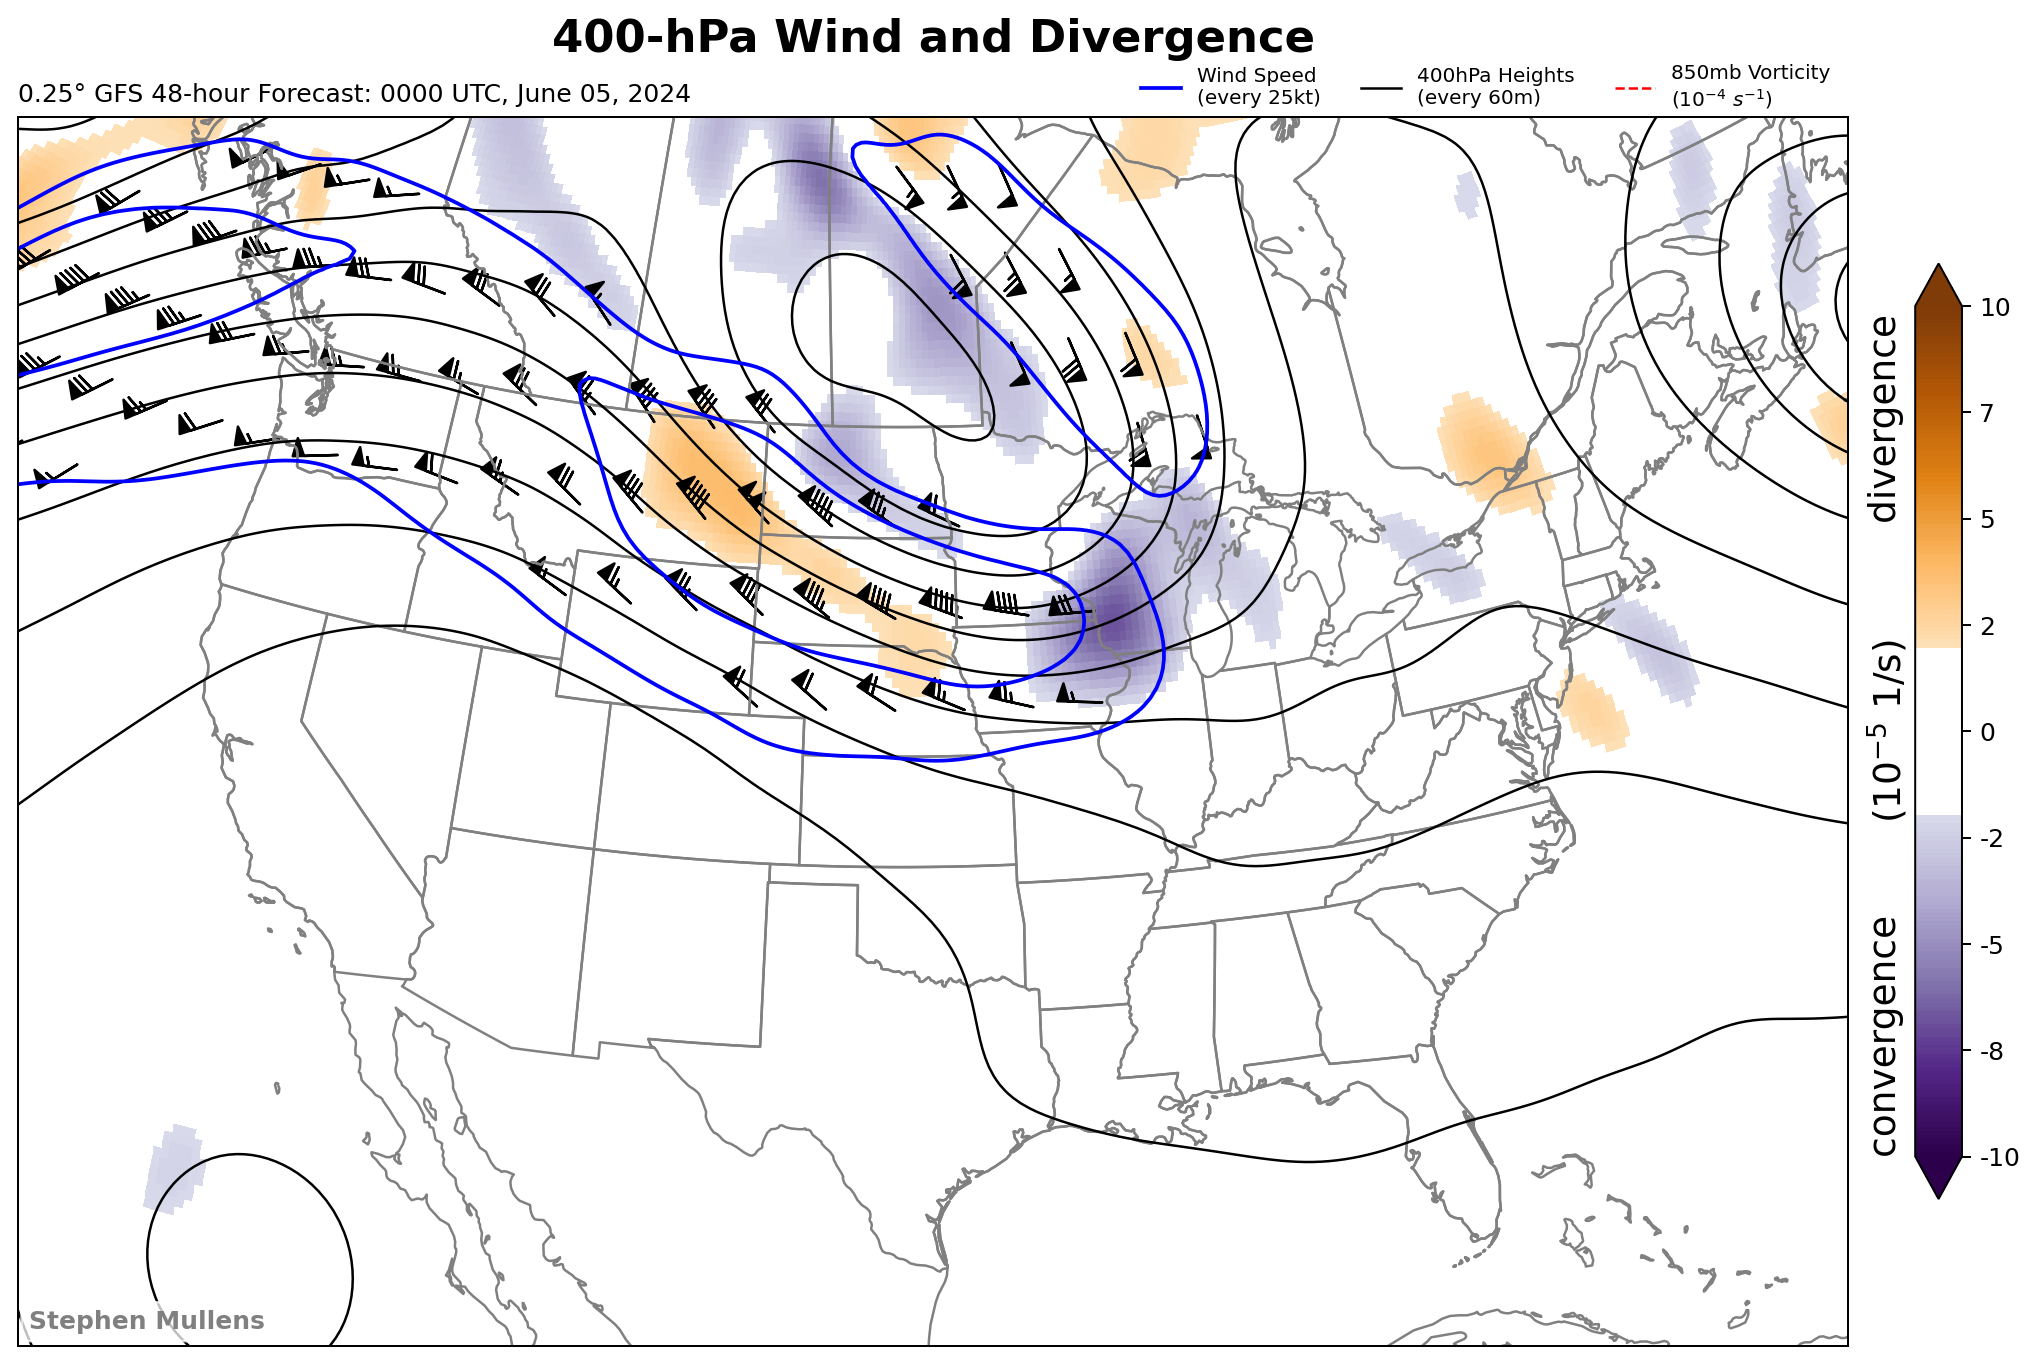 400-hPa Wind and Divergence
0.25° GFS 48-hour Forecast: 0000 UTC, June 05, 2024
Wind Speed
(every 25kt)
400hPa Heights
(every 60m)
850mb Vorticity
(10⁻⁴ s⁻¹)
10
7
5
2
0
-2
-5
-8
-10
convergence (10⁻⁵ 1/s) divergence
Stephen Mullens